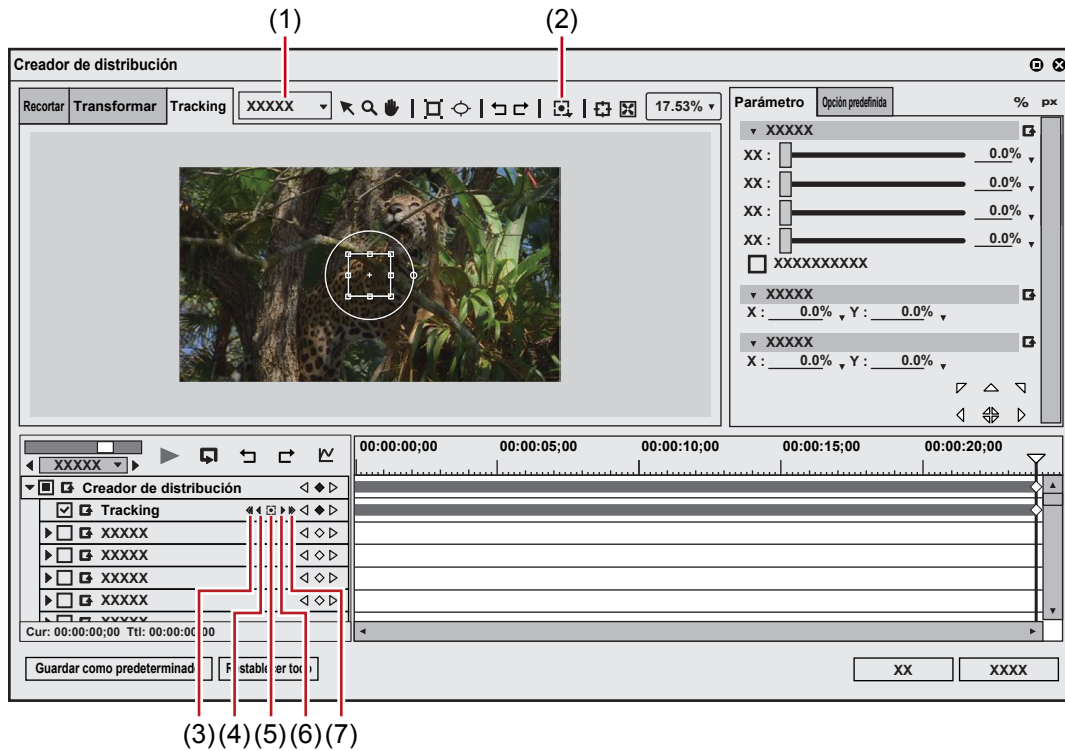 (1) (2)
Creador de distribución
Recortar Transformar Tracking XXXXX 17.53%
Parámetro Opción predefinida % px
XXXXX
XX : 0.0%
XX : 0.0%
XX : 0.0%
XX : 0.0%
XXXXXXXXXX
XXXXX
X : 0.0% Y : 0.0%
XXXXX
X : 0.0% Y : 0.0%
XXXXX
00:00:00;00 00:00:05;00 00:00:10;00 00:00:15;00 00:00:20;00
Creador de distribución
Tracking
XXXXX
XXXXX
XXXXX
XXXXX
XXXXX
Cur: 00:00:00;00 Ttl: 00:00:00;00
Guardar como predeterminado Restablecer todo XX XXXX
(3) (4) (5) (6) (7)